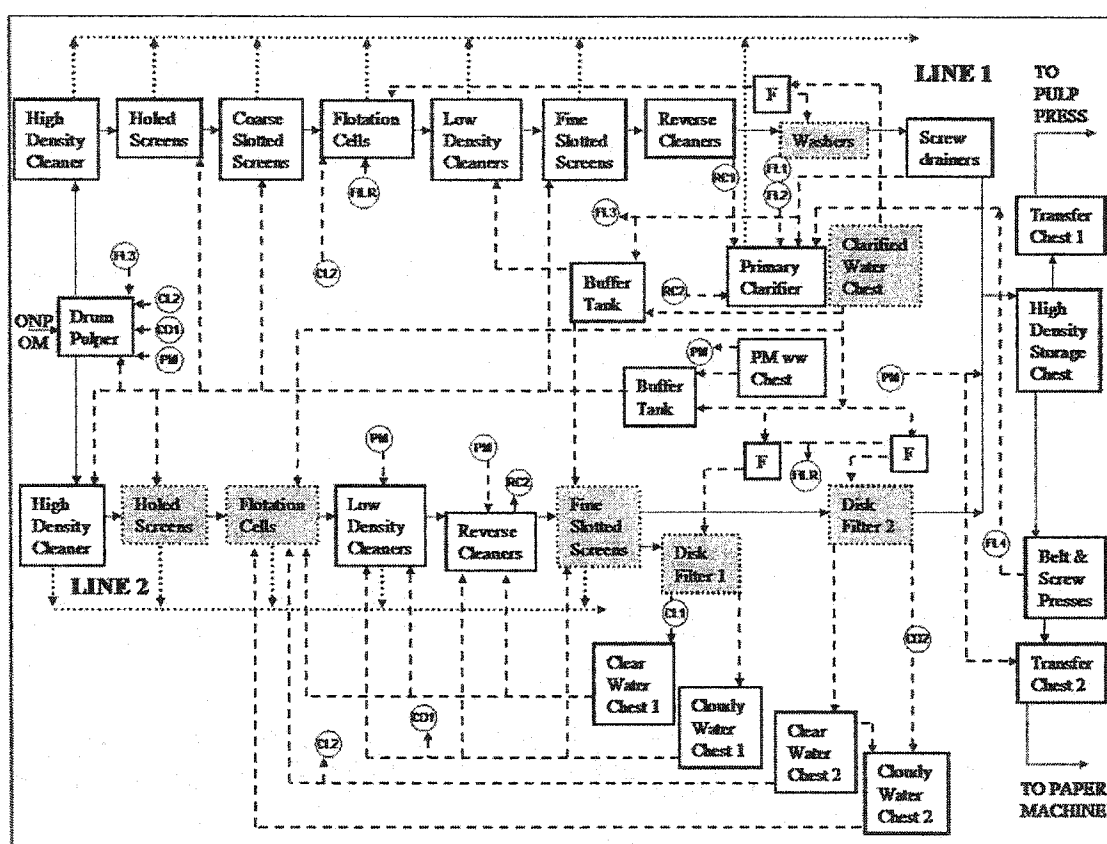 LINE 1
TO
PULP
PRESS
F
High
Density
Cleaner
Holed
Screens
Coarse
Slotted
Screens
Flotation
Cells
Low
Density
Cleaners
Fine
Slotted
Screens
Reverse
Cleaners
Washers
Screw
drainers
RC1
FL1
FL2
FLR
FL3
Transfer
Chest 1
Clarified
Water
Chest
Primary
Clarifier
Buffer
Tank
CL2
RC2
FL3
CL2
CD1
PM
ONP
OM
Drum
Pulper
High
Density
Storage
Chest
PM
PM ww
Chest
Buffer
Tank
PM
F
F
FLR
PM
PM
RC2
High
Density
Cleaner
Holed
Screens
Flotation
Cells
Low
Density
Cleaners
Reverse
Cleaners
Fine
Slotted
Screens
Disk
Filter 1
Disk
Filter 2
FL4
Belt &
Screw
Presses
LINE 2
CL1
CD2
Clear
Water
Chest 1
Cloudy
Water
Chest 1
Clear
Water
Chest 2
Cloudy
Water
Chest 2
Transfer
Chest 2
CD1
CL2
TO PAPER
MACHINE